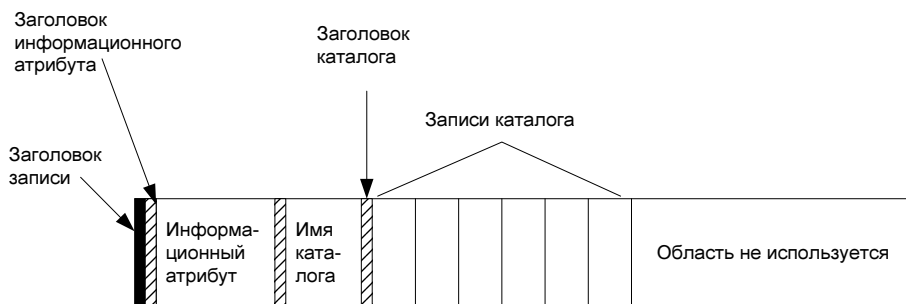 Заголовок
информационного
атрибута
Заголовок
каталога
Записи каталога
Заголовок
записи
Информа-
ционный
атрибут
Имя
ката-
лога
Область не используется